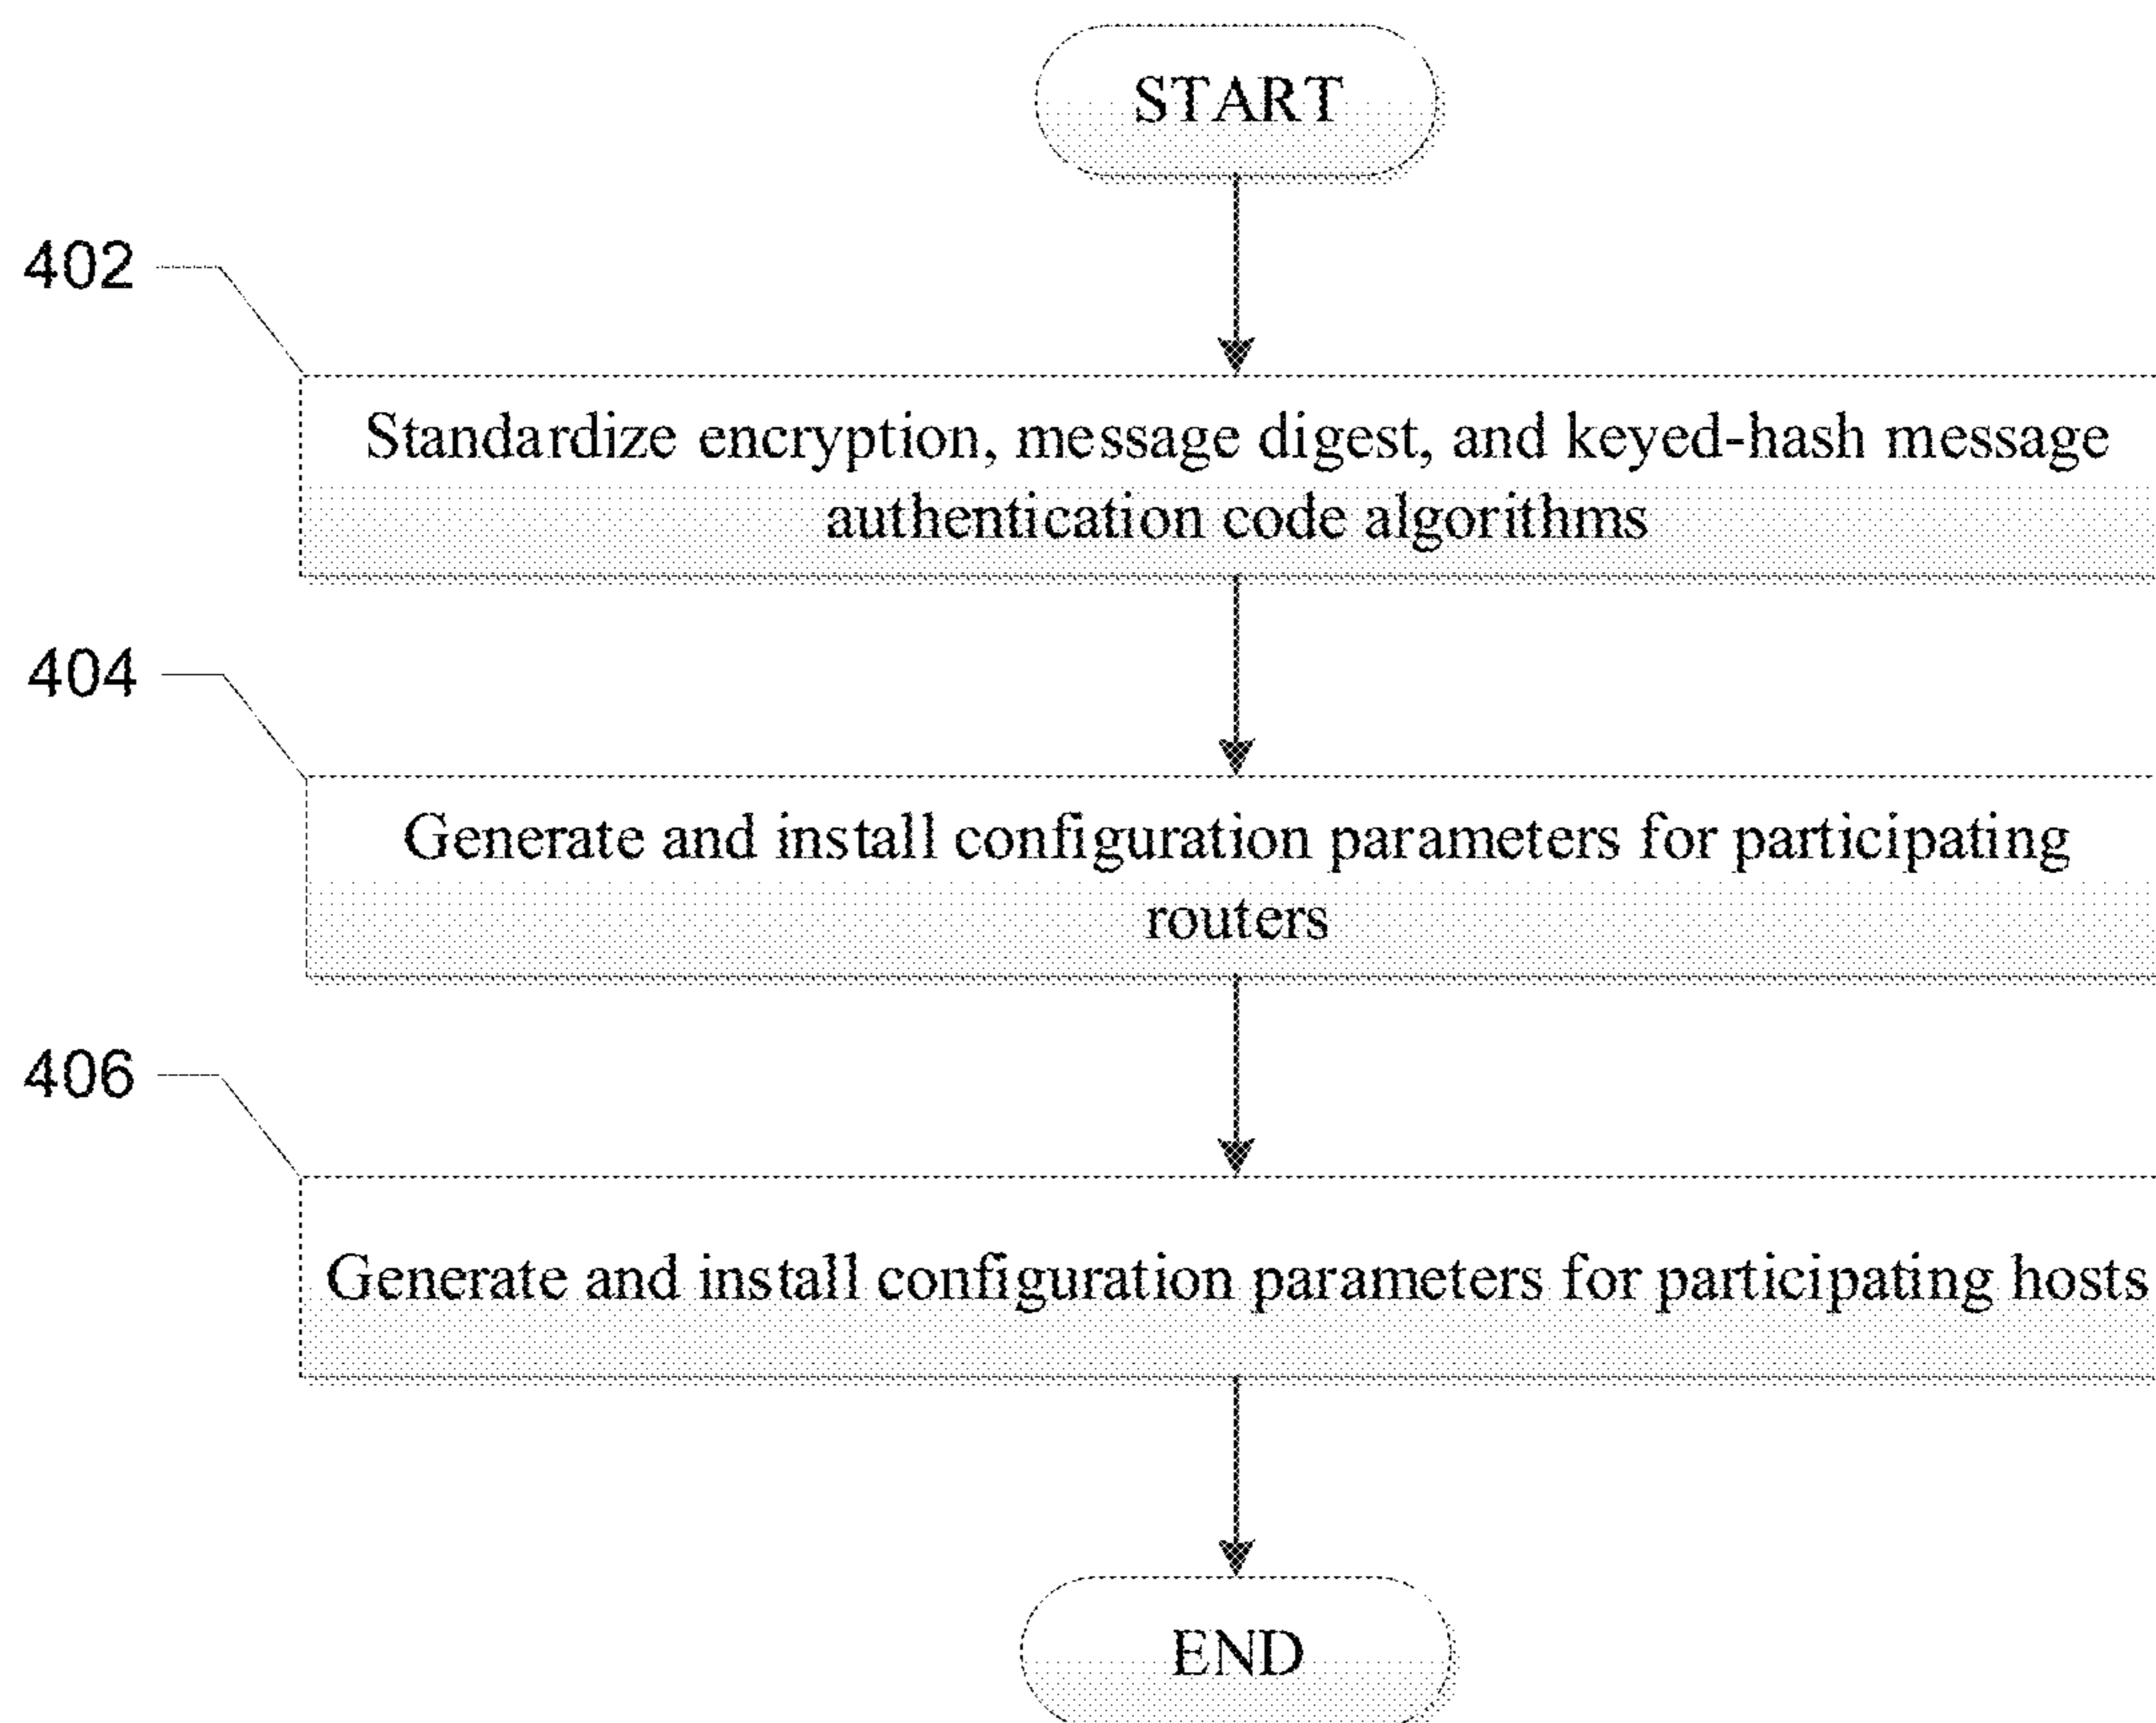 START
402
Standardize encryption, message digest, and keyed-hash message
authentication code algorithms
404
Generate and install configuration parameters for participating
routers
406
Generate and install configuration parameters for participating hosts
END